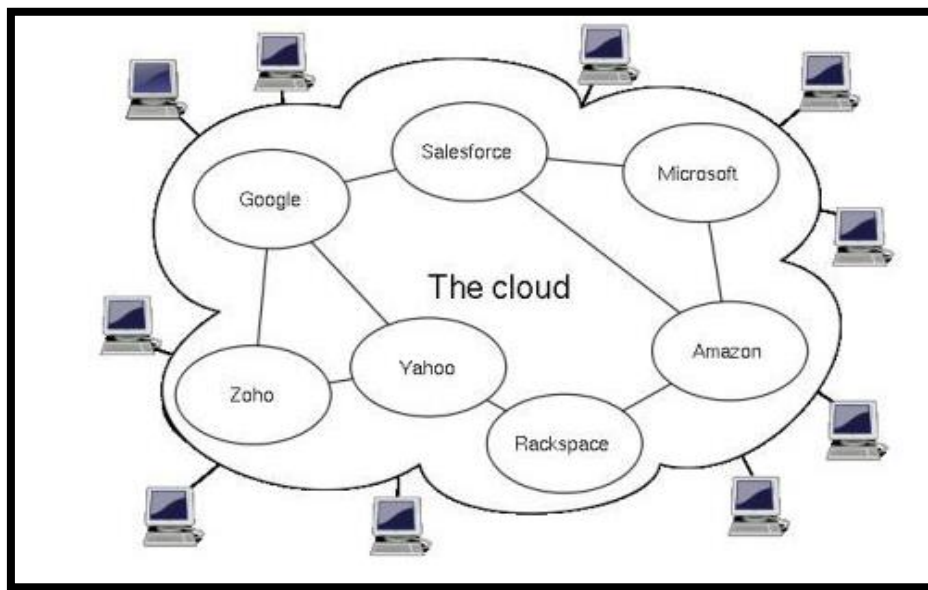 Salesforce
Microsoft
Google
The cloud
Amazon
Yahoo
Zoho
Rackspace